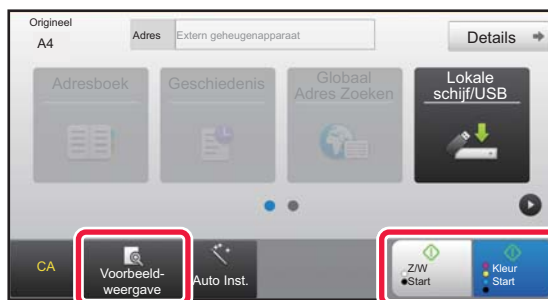 Origineel
A4
Adres
Extern geheugenapparaat
Details
Adresboek
Geschiedenis
Globaal
Adres Zoeken
Lokale
schijf/USB
CA
Voorbeeld-
weergave
Auto Inst.
Z/W
Start
Kleur
Start